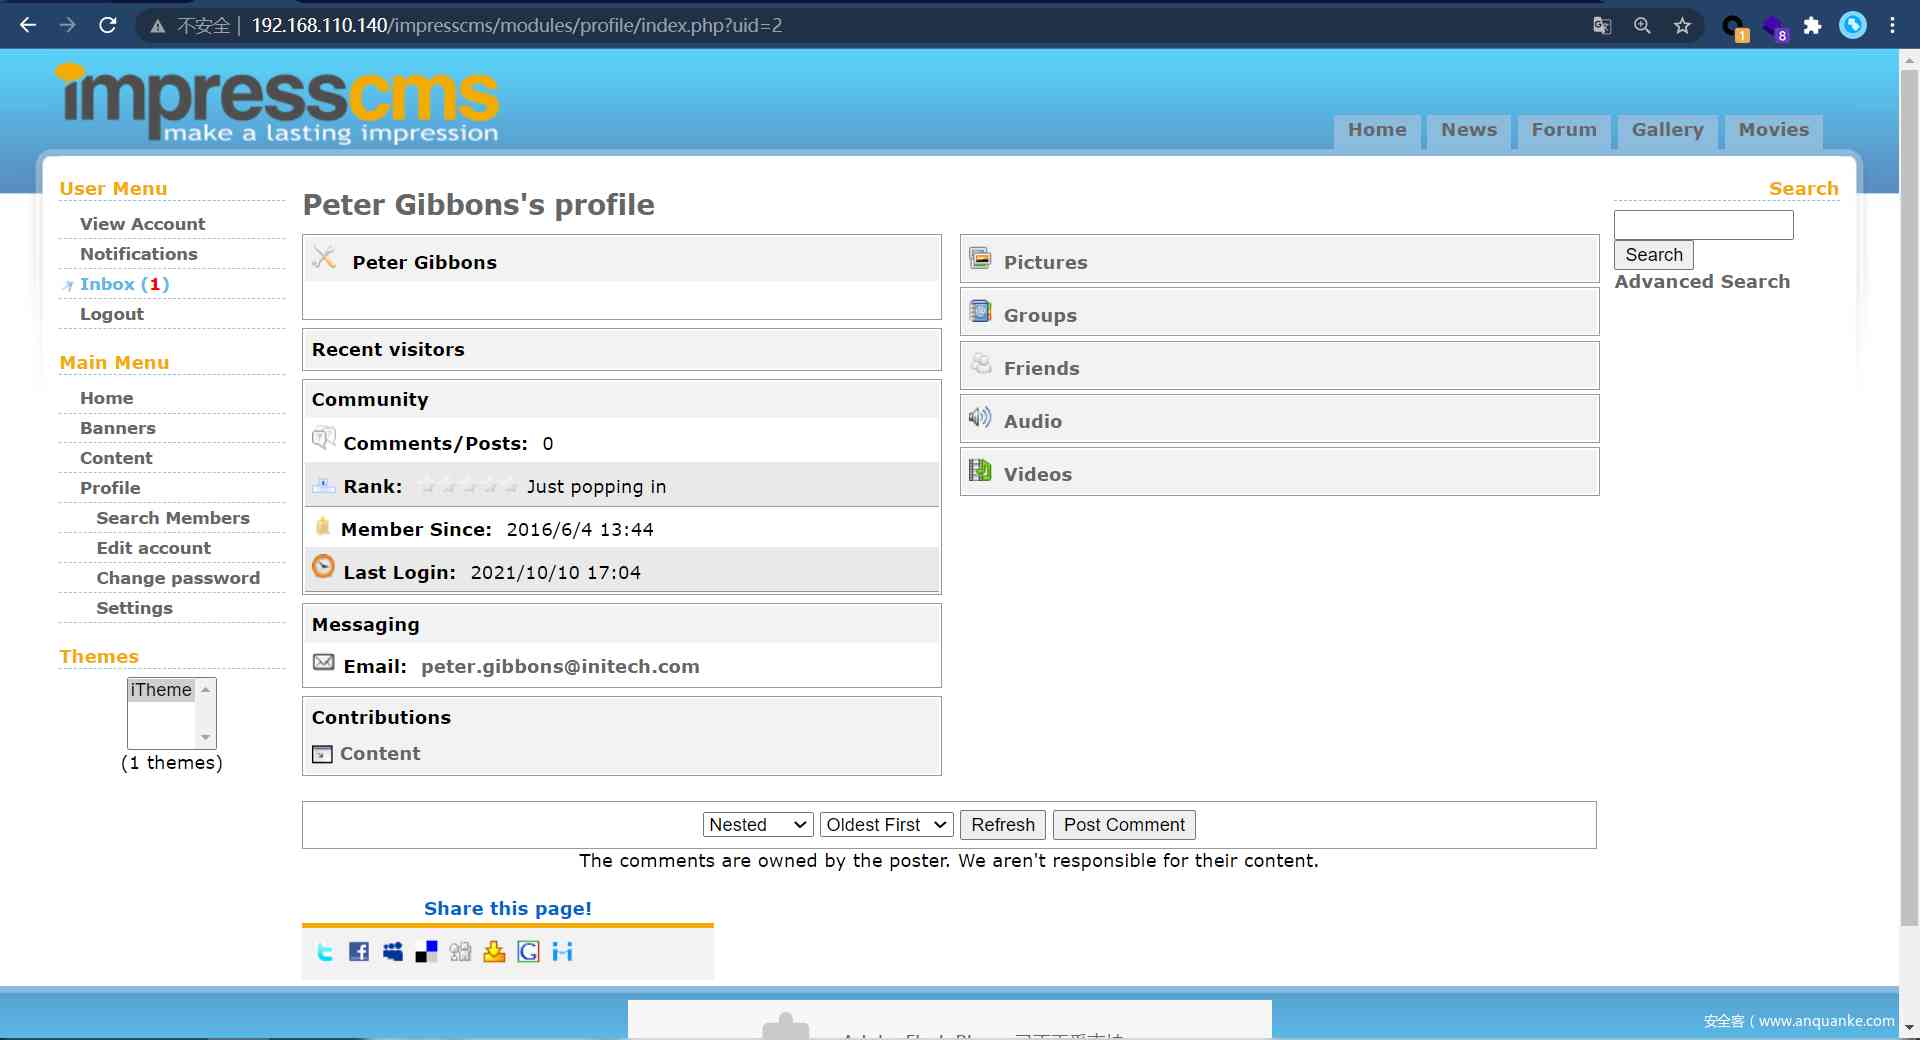 不安全 | 192.168.110.140/impresscms/modules/profile/index.php?uid=2
1
8
impresscms
make a lasting impression
Home
News
Forum
Gallery
Movies
User Menu
View Account
Notifications
Inbox (1)
Logout
Main Menu
Home
Banners
Content
Profile
Search Members
Edit account
Change password
Settings
Themes
iTheme
(1 themes)
Peter Gibbons's profile
Peter Gibbons
Recent visitors
Community
Comments/Posts: 0
Rank: Just popping in
Member Since: 2016/6/4 13:44
Last Login: 2021/10/10 17:04
Messaging
Email: peter.gibbons@initech.com
Contributions
Content
Pictures
Groups
Friends
Audio
Videos
Search
Search
Advanced Search
Nested
Oldest First
Refresh
Post Comment
The comments are owned by the poster. We aren't responsible for their content.
Share this page!
安全客（www.anquanke.com